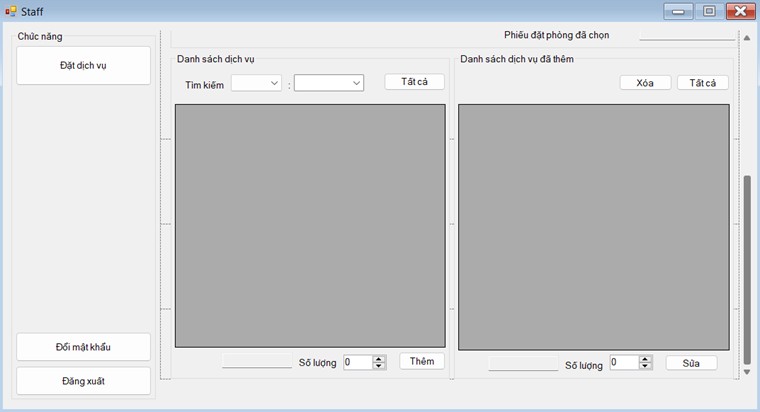 Staff
Chức năng
Đặt dịch vụ
Đổi mật khẩu
Đăng xuất
Phiếu đặt phòng đã chọn
Danh sách dịch vụ
Tìm kiếm : Tất cả
Số lượng 0 Thêm
Danh sách dịch vụ đã thêm
Xóa Tất cả
Số lượng 0 Sửa